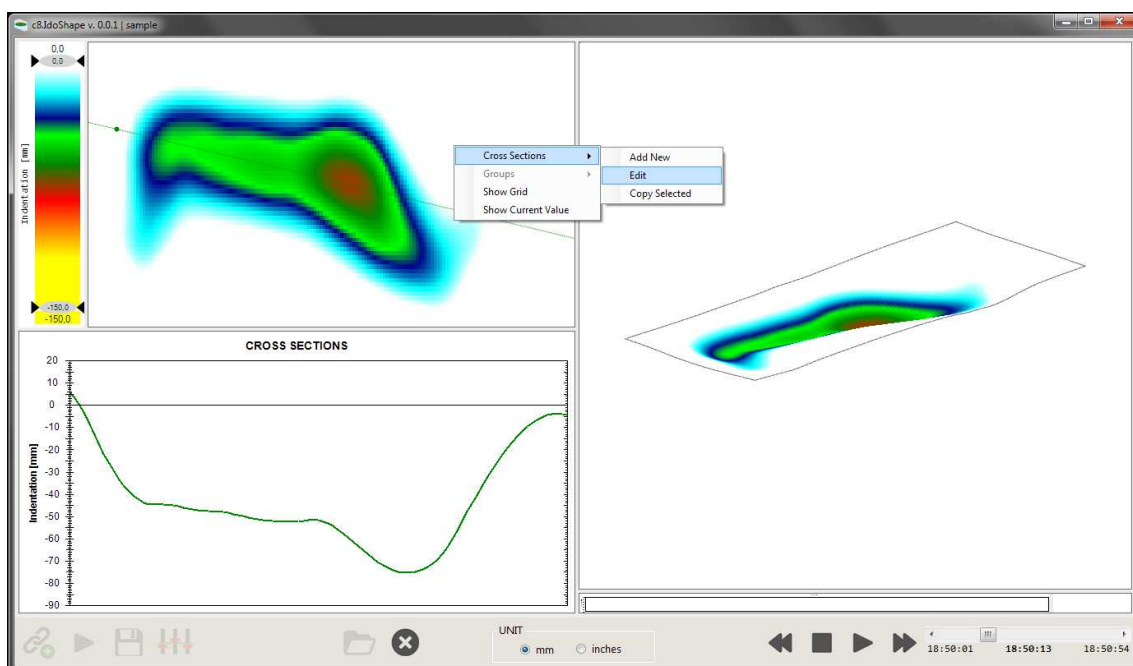 c8.IdoShape v. 0.0.1 | sample
0,0
0,0
Indentation [mm]
-150,0
-150,0
Cross Sections
Groups
Show Grid
Show Current Value
Add New
Edit
Copy Selected
CROSS SECTIONS
Indentation [mm]
20
10
0
-10
-20
-30
-40
-50
-60
-70
-80
-90
UNIT
mm inches
18:50:01 18:50:13 18:50:54